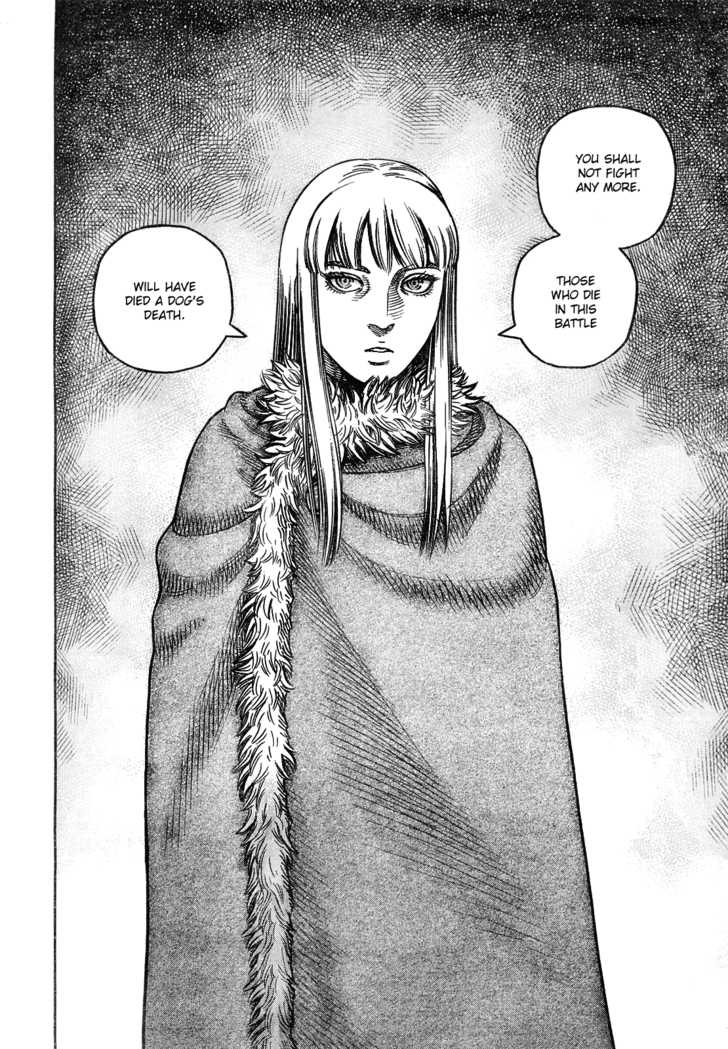 YOU SHALL
NOT FIGHT
ANY MORE.
THOSE
WHO DIE
IN THIS
BATTLE
WILL HAVE
DIED A DOG'S
DEATH.